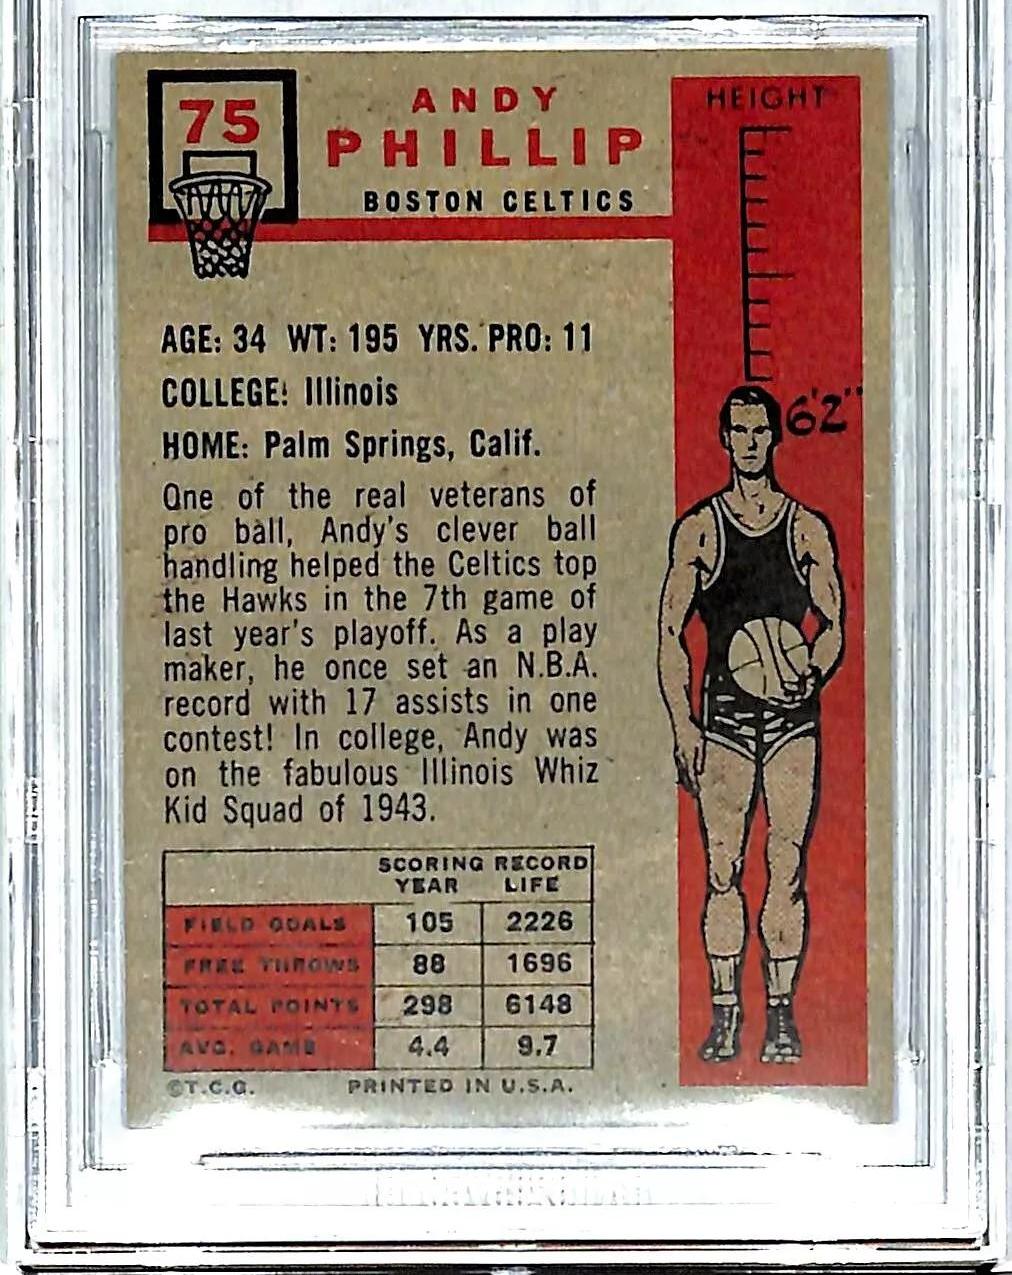 75
ANDY
PHILLIP
BOSTON CELTICS
HEIGHT
6'2"
AGE: 34 WT: 195 YRS. PRO: 11
COLLEGE: Illinois
HOME: Palm Springs, Calif.
One of the real veterans of
pro ball, Andy's clever ball
handling helped the Celtics top
the Hawks in the 7th game of
last year's playoff. As a play
maker, he once set an N.B.A.
record with 17 assists in one
contest! In college, Andy was
on the fabulous Illinois Whiz
Kid Squad of 1943.
SCORING RECORD
YEAR LIFE
FIELD GOALS 105 2226
FREE THROWS 88 1696
TOTAL POINTS 298 6148
AVG. GAME 4.4 9.7
©T.C.G. PRINTED IN U.S.A.